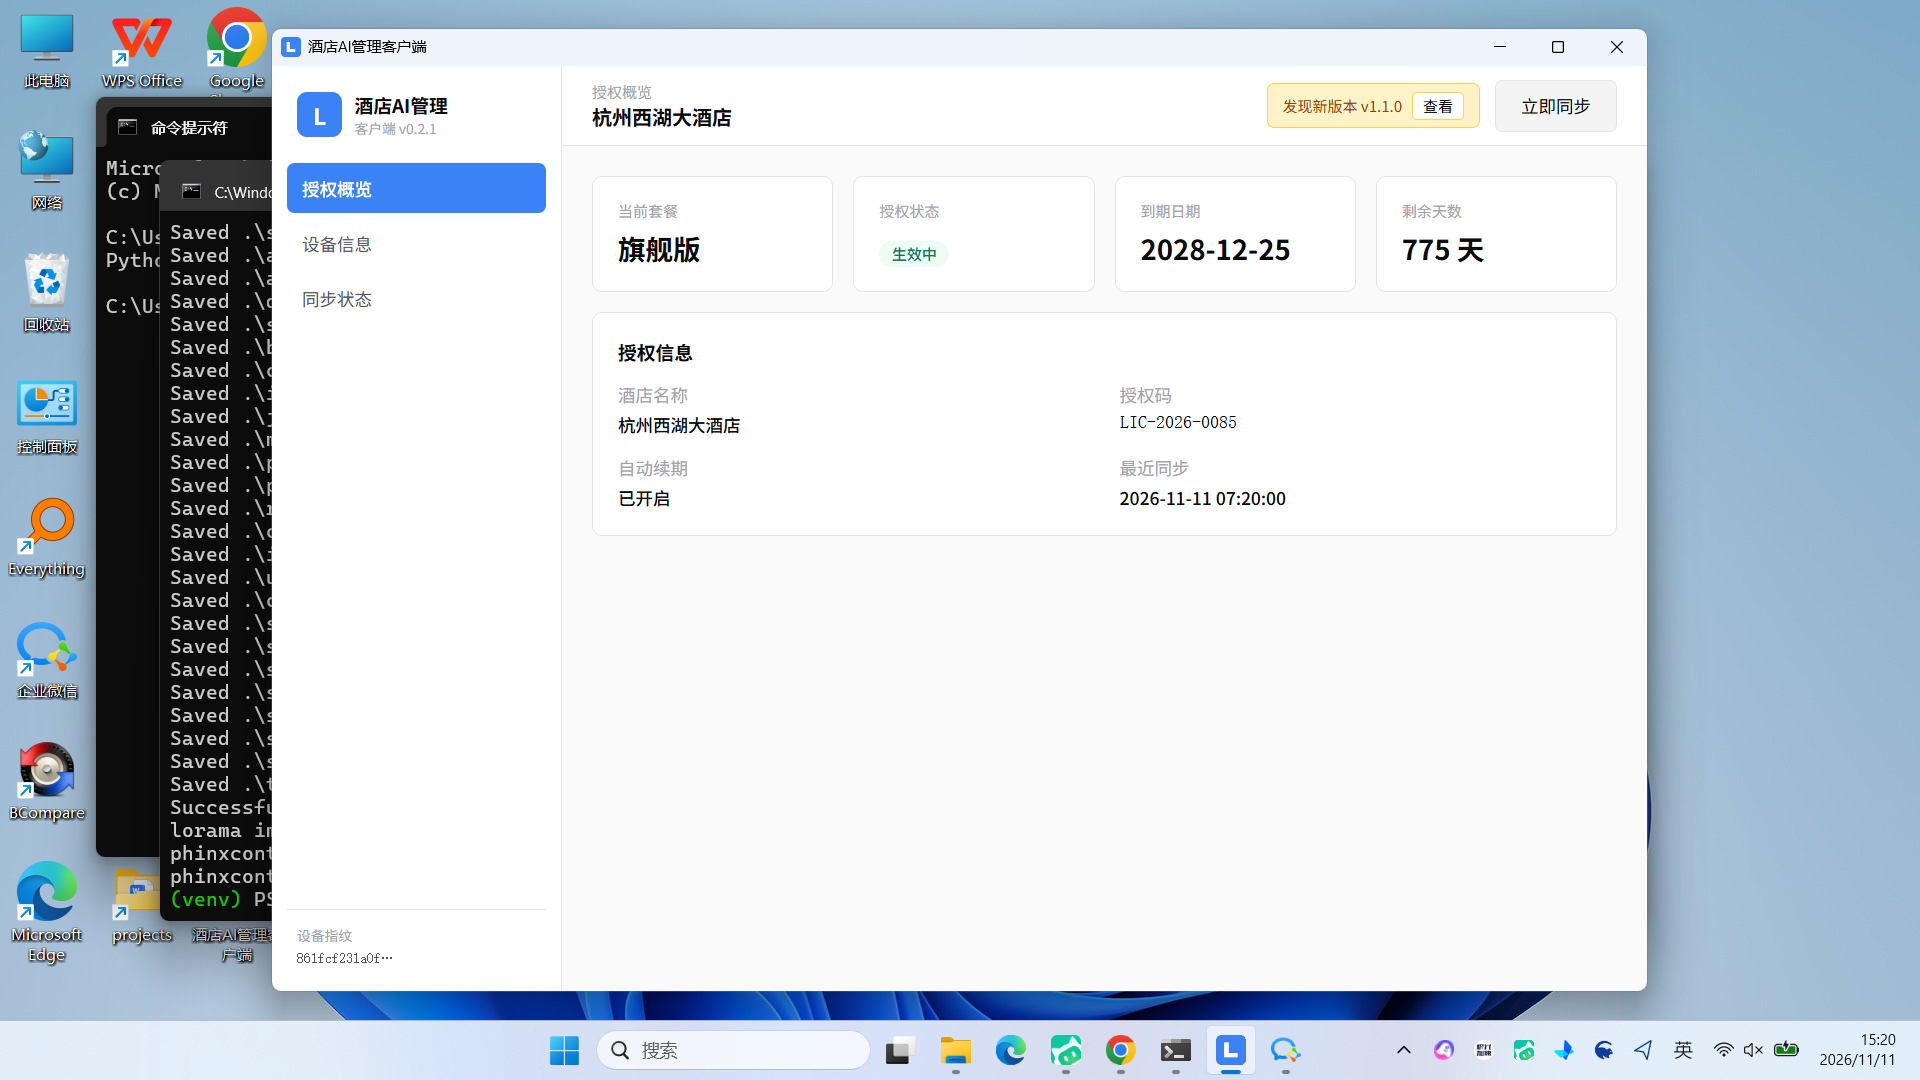 此电脑
WPS Office
Google
网络
回收站
控制面板
Everything
企业微信
BCompare
Microsoft
Edge
projects
酒店AI管理客
户端
命令提示符
(c)
C:\Windo
Saved .\s
Saved .\a
Saved .\a
Saved .\s
Saved .\b
Saved .\i
Saved .\j
Saved .\p
Saved .\p
Saved .\i
Saved .\u
Saved .\s
Saved .\s
Saved .\s
Saved .\s
Saved .\s
Saved .\s
Saved .\s
Saved .\t
Successfu
lorama im
phinxcont
phinxcont
(venv) PS
酒店AI管理客户端
L
酒店AI管理
客户端 v0.2.1
授权概览
设备信息
同步状态
设备指纹
861fcf231a0f…
授权概览
杭州西湖大酒店
发现新版本 v1.1.0
查看
立即同步
当前套餐
旗舰版
授权状态
生效中
到期日期
2028-12-25
剩余天数
775 天
授权信息
酒店名称
杭州西湖大酒店
授权码
LIC-2026-0085
自动续期
已开启
最近同步
2026-11-11 07:20:00
搜索
英
15:20
2026/11/11